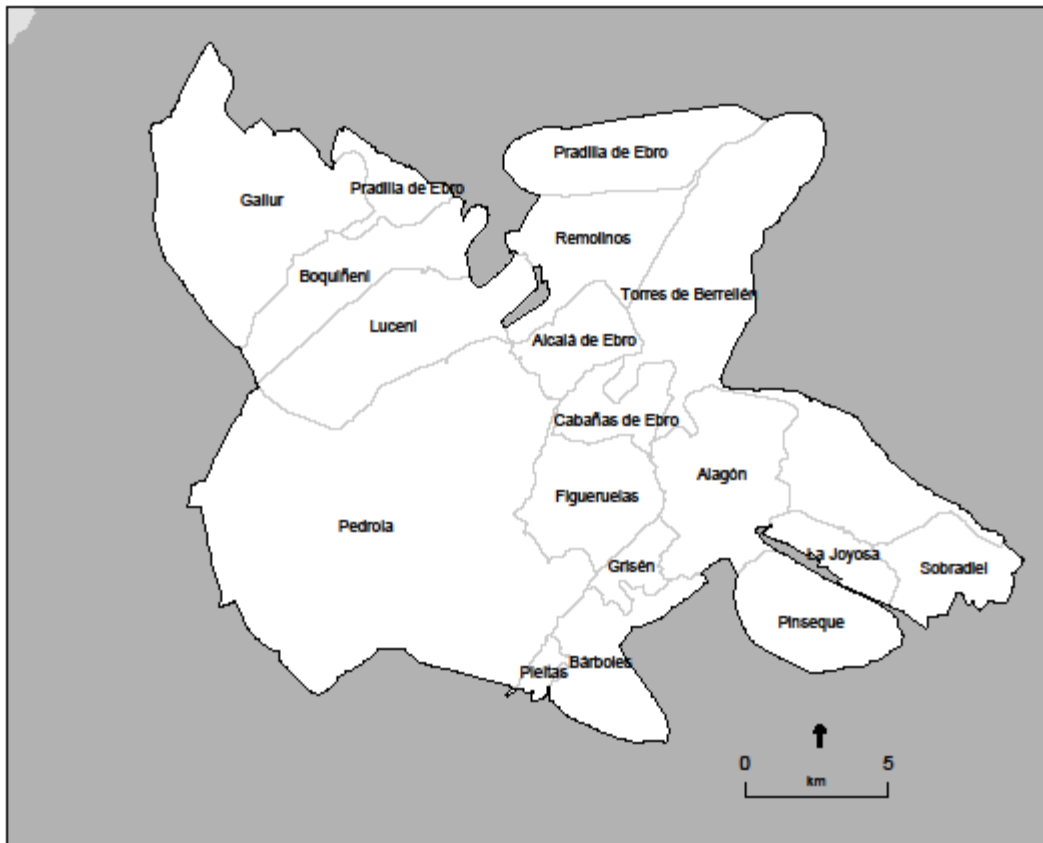 Pradilla de Ebro
Pradilla de Ebro
Gallur
Remolinos
Boquiñeni
Torres de Berrellén
Luceni
Alcalá de Ebro
Cabañas de Ebro
Alagón
Figueruelas
Pedrola
La Joyosa
Grisén
Sobradiel
Pinseque
Bárboles
Pleitas
0 5
km